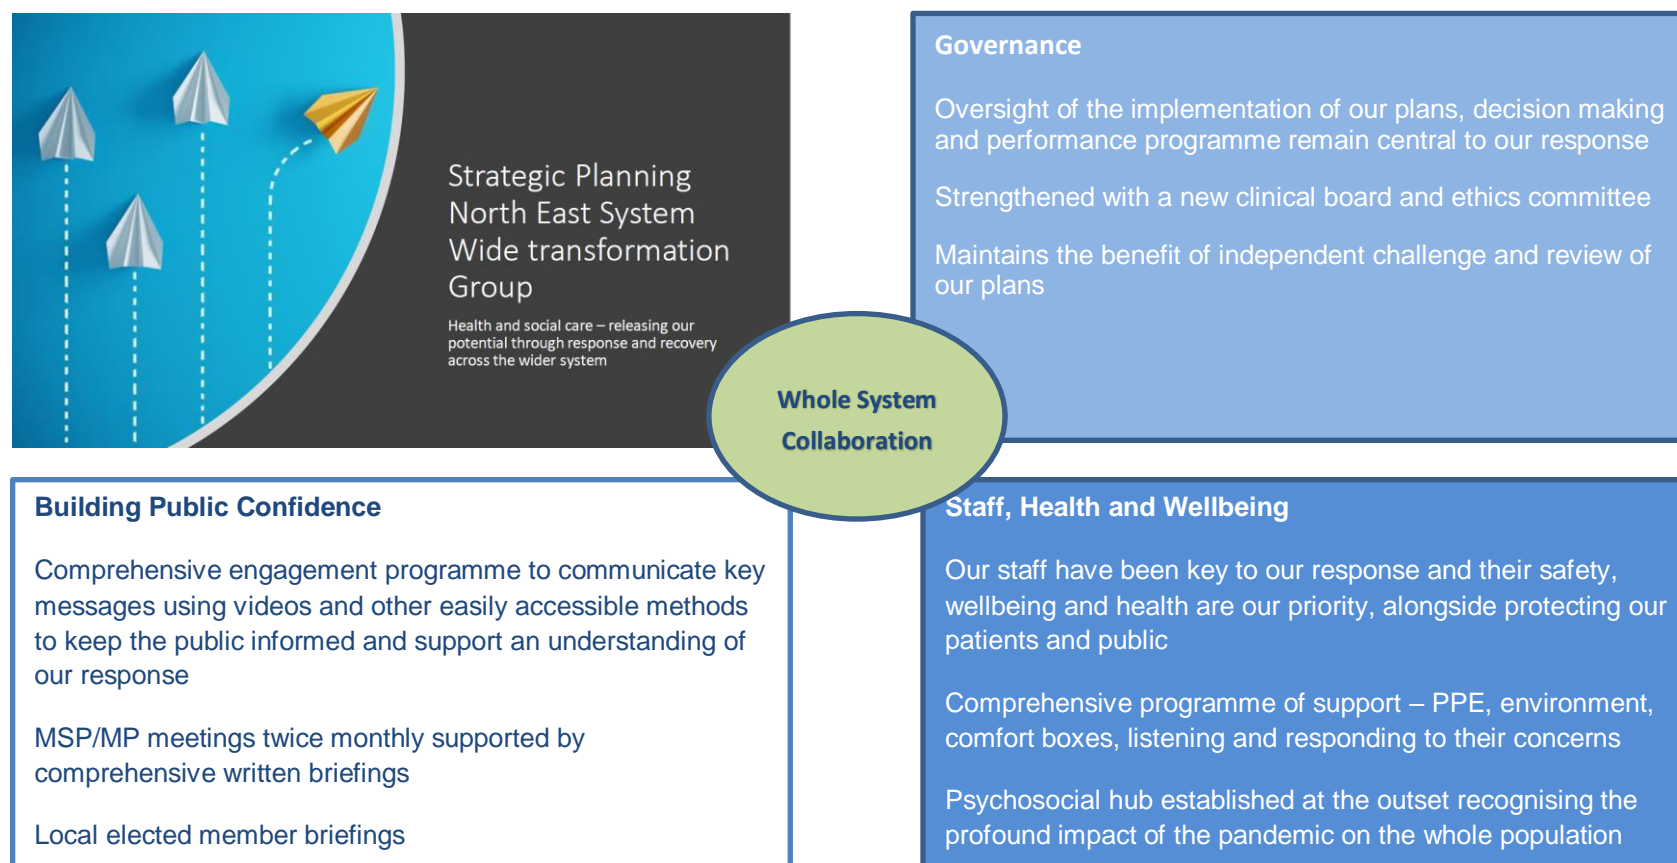 Strategic Planning
North East System
Wide transformation
Group
Health and social care – releasing our
potential through response and recovery
across the wider system
Governance
Oversight of the implementation of our plans, decision making
and performance programme remain central to our response
Strengthened with a new clinical board and ethics committee
Maintains the benefit of independent challenge and review of
our plans
Whole System
Collaboration
Building Public Confidence
Comprehensive engagement programme to communicate key
messages using videos and other easily accessible methods
to keep the public informed and support an understanding of
our response
MSP/MP meetings twice monthly supported by
comprehensive written briefings
Local elected member briefings
Staff, Health and Wellbeing
Our staff have been key to our response and their safety,
wellbeing and health are our priority, alongside protecting our
patients and public
Comprehensive programme of support – PPE, environment,
comfort boxes, listening and responding to their concerns
Psychosocial hub established at the outset recognising the
profound impact of the pandemic on the whole population